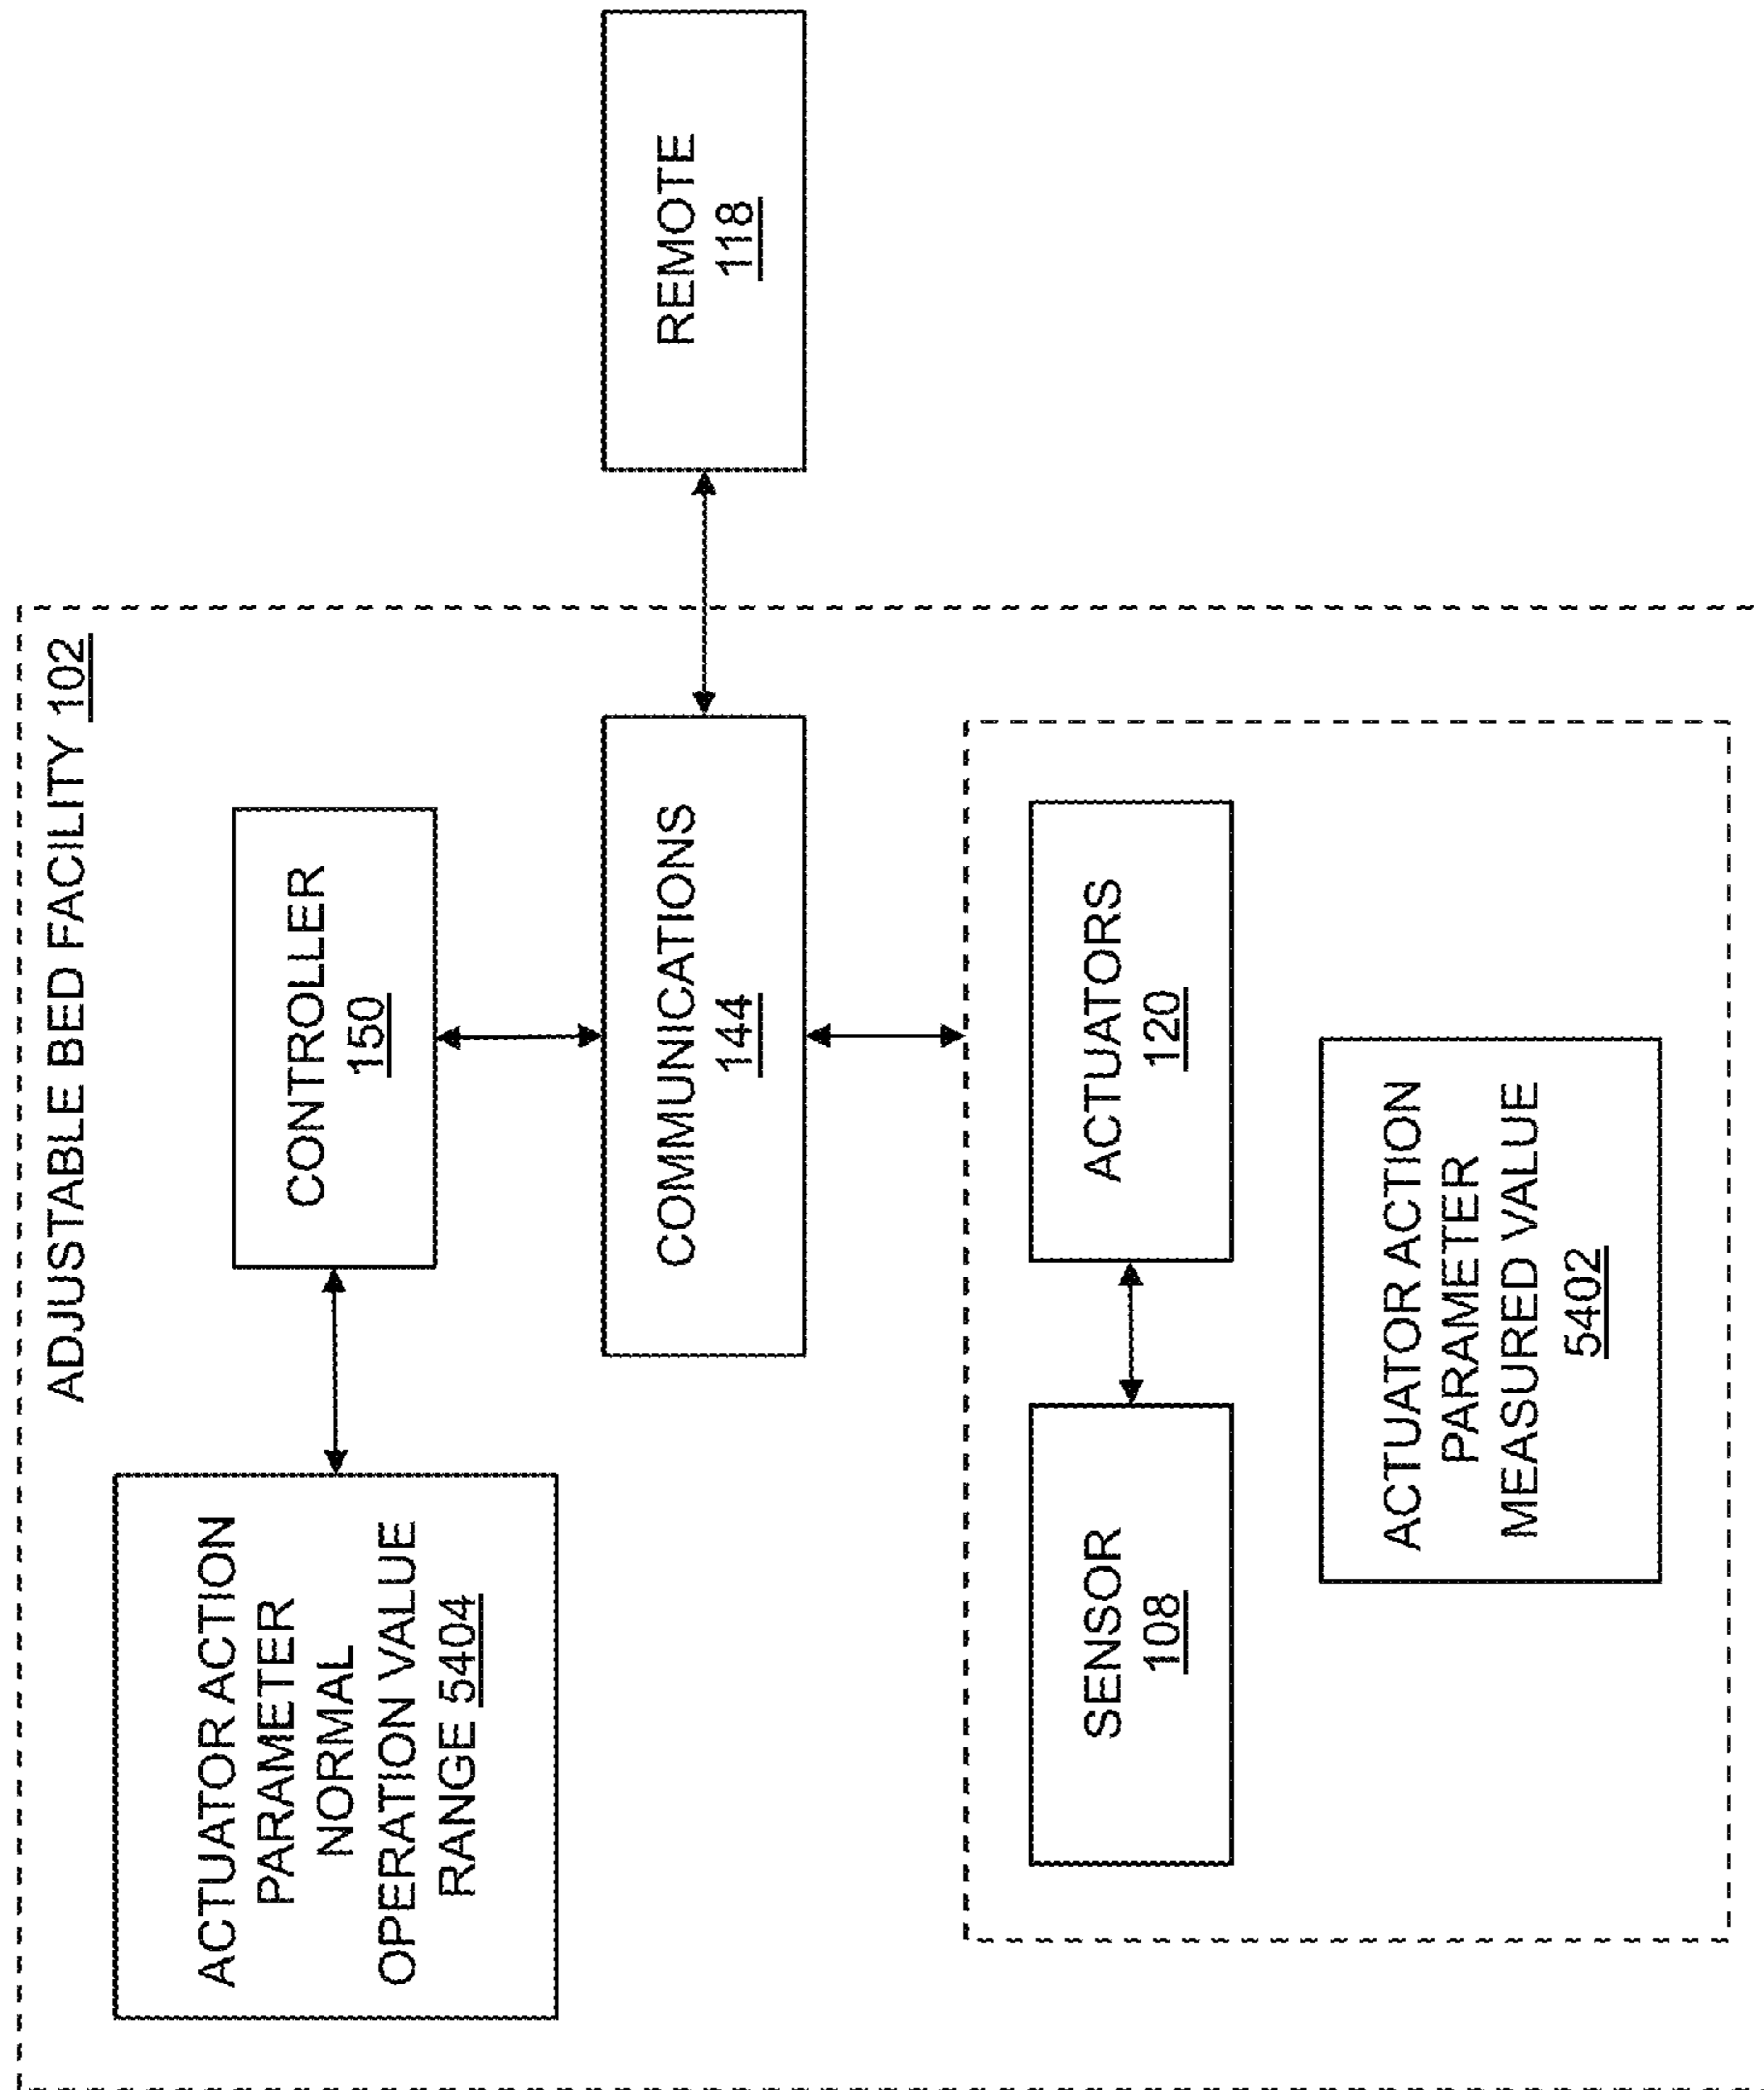 ADJUSTABLE BED FACILITY 102
ACTUATOR ACTION
PARAMETER
NORMAL
OPERATION VALUE
RANGE 5404
CONTROLLER
150
COMMUNICATIONS
144
REMOTE
118
SENSOR
108
ACTUATORS
120
ACTUATOR ACTION
PARAMETER
MEASURED VALUE
5402